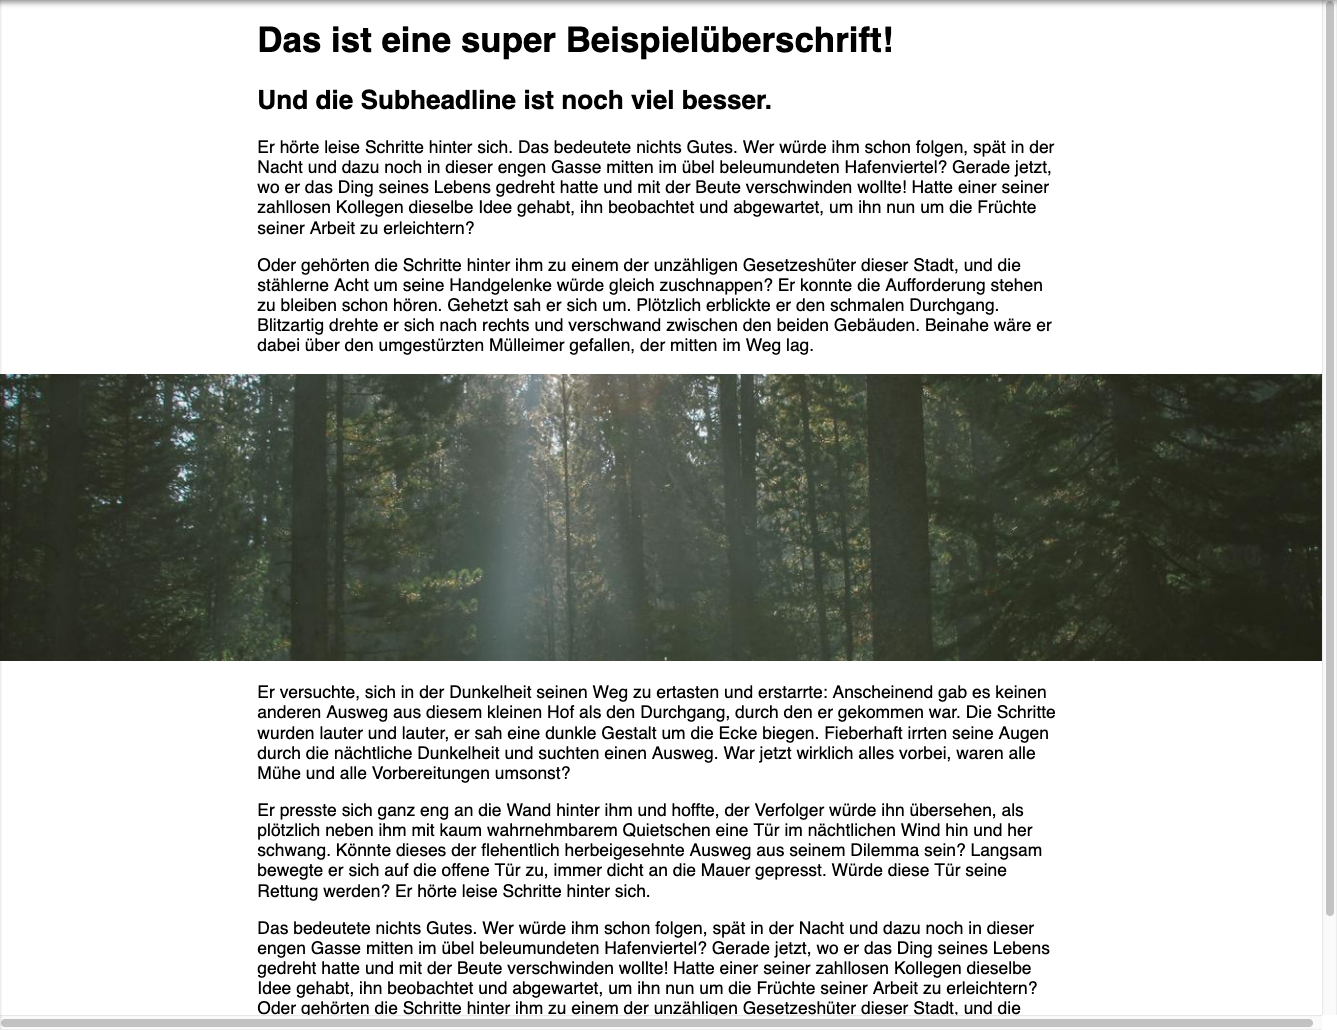 Das ist eine super Beispielüberschrift!
Und die Subheadline ist noch viel besser.
Er hörte leise Schritte hinter sich. Das bedeutete nichts Gutes. Wer würde ihm schon folgen, spät in der
Nacht und dazu noch in dieser engen Gasse mitten im übel beleumundeten Hafenviertel? Gerade jetzt,
wo er das Ding seines Lebens gedreht hatte und mit der Beute verschwinden wollte! Hatte einer seiner
zahllosen Kollegen dieselbe Idee gehabt, ihn beobachtet und abgewartet, um ihn nun um die Früchte
seiner Arbeit zu erleichtern?
Oder gehörten die Schritte hinter ihm zu einem der unzähligen Gesetzeshüter dieser Stadt, und die
stählerne Acht um seine Handgelenke würde gleich zuschnappen? Er konnte die Aufforderung stehen
zu bleiben schon hören. Gehetzt sah er sich um. Plötzlich erblickte er den schmalen Durchgang.
Blitzartig drehte er sich nach rechts und verschwand zwischen den beiden Gebäuden. Beinahe wäre er
dabei über den umgestürzten Mülleimer gefallen, der mitten im Weg lag.
Er versuchte, sich in der Dunkelheit seinen Weg zu ertasten und erstarrte: Anscheinend gab es keinen
anderen Ausweg aus diesem kleinen Hof als den Durchgang, durch den er gekommen war. Die Schritte
wurden lauter und lauter, er sah eine dunkle Gestalt um die Ecke biegen. Fieberhaft irrten seine Augen
durch die nächtliche Dunkelheit und suchten einen Ausweg. War jetzt wirklich alles vorbei, waren alle
Mühe und alle Vorbereitungen umsonst?
Er presste sich ganz eng an die Wand hinter ihm und hoffte, der Verfolger würde ihn übersehen, als
plötzlich neben ihm mit kaum wahrnehmbarem Quietschen eine Tür im nächtlichen Wind hin und her
schwang. Könnte dieses der flehentlich herbeigesehnte Ausweg aus seinem Dilemma sein? Langsam
bewegte er sich auf die offene Tür zu, immer dicht an die Mauer gepresst. Würde diese Tür seine
Rettung werden? Er hörte leise Schritte hinter sich.
Das bedeutete nichts Gutes. Wer würde ihm schon folgen, spät in der Nacht und dazu noch in dieser
engen Gasse mitten im übel beleumundeten Hafenviertel? Gerade jetzt, wo er das Ding seines Lebens
gedreht hatte und mit der Beute verschwinden wollte! Hatte einer seiner zahllosen Kollegen dieselbe
Idee gehabt, ihn beobachtet und abgewartet, um ihn nun um die Früchte seiner Arbeit zu erleichtern?
Oder gehörten die Schritte hinter ihm zu einem der unzähligen Gesetzeshüter dieser Stadt, und die